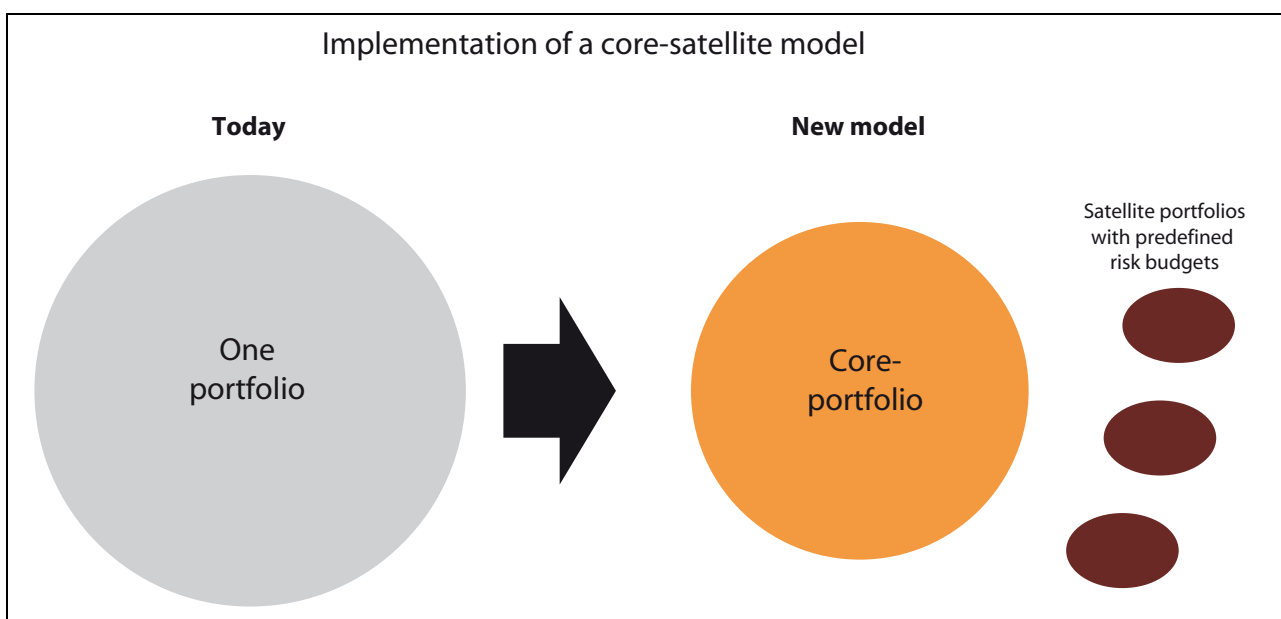 Implementation of a core-satellite model
Today
New model
One
portfolio
Core-
portfolio
Satellite portfolios
with predefined
risk budgets